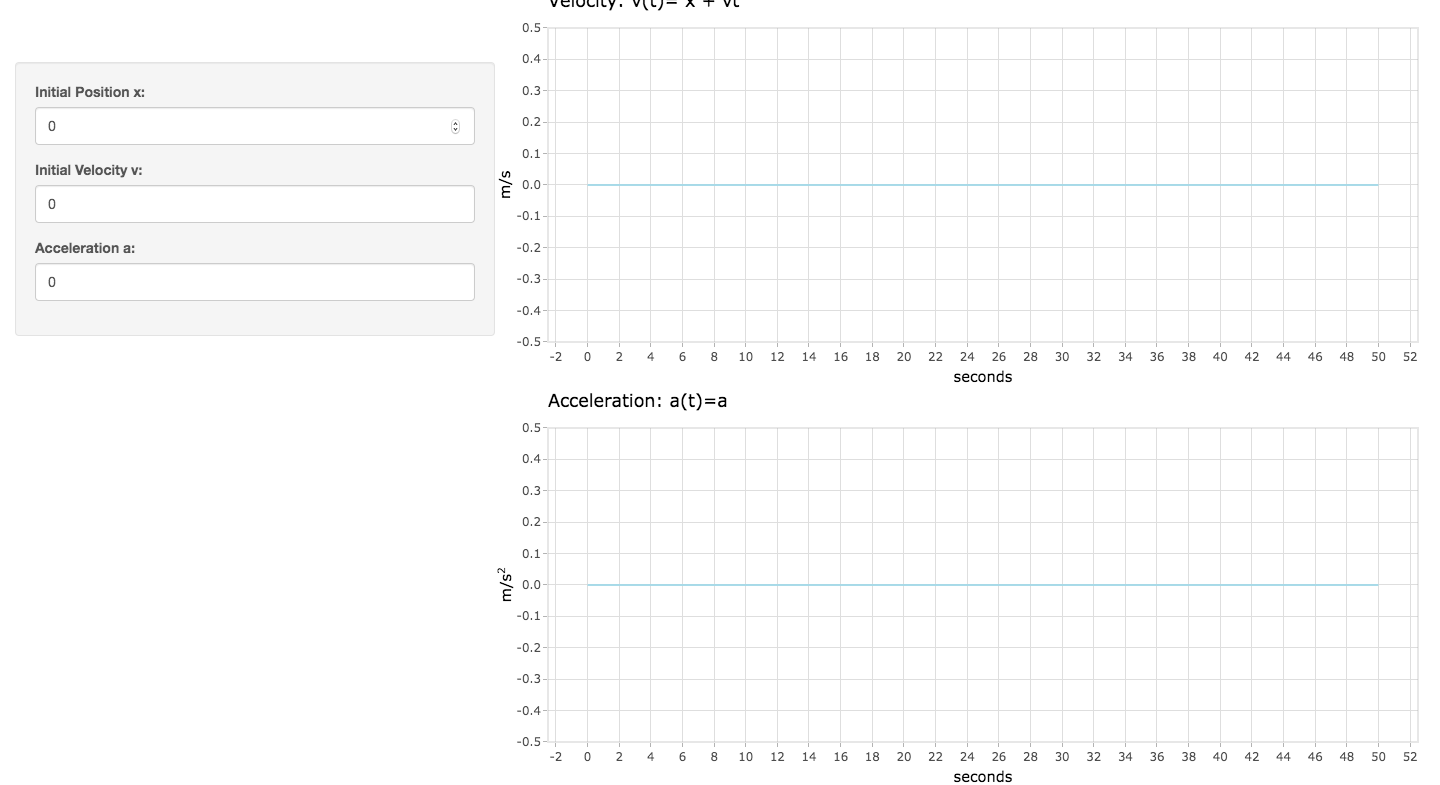 Velocity: v(t)= x + vt
Initial Position x:
0
Initial Velocity v:
0
Acceleration a:
0
0.5
0.4
0.3
0.2
0.1
0.0
-0.1
-0.2
-0.3
-0.4
-0.5
m/s
-2 0 2 4 6 8 10 12 14 16 18 20 22 24 26 28 30 32 34 36 38 40 42 44 46 48 50 52
seconds
Acceleration: a(t)=a
0.5
0.4
0.3
0.2
0.1
0.0
-0.1
-0.2
-0.3
-0.4
-0.5
m/s²
-2 0 2 4 6 8 10 12 14 16 18 20 22 24 26 28 30 32 34 36 38 40 42 44 46 48 50 52
seconds